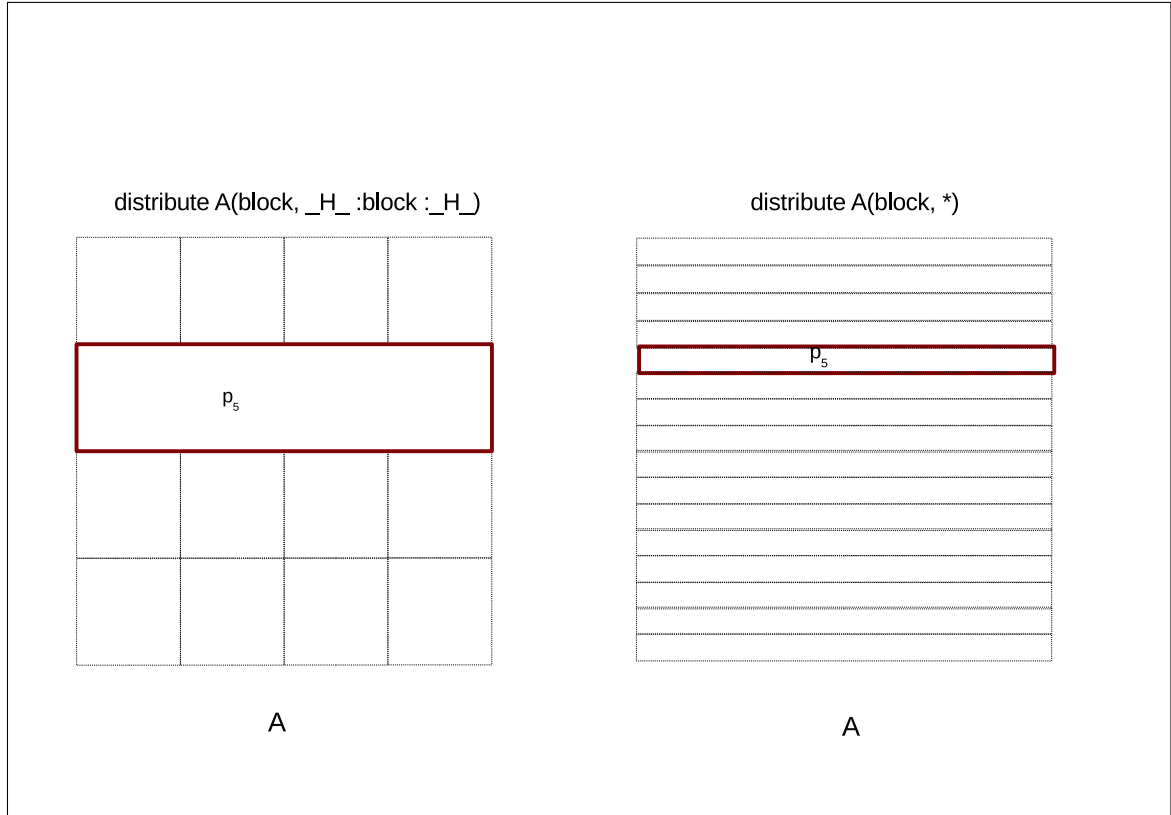 distribute A(block, _H_ :block :_H_)
distribute A(block, *)
p5
p5
A
A